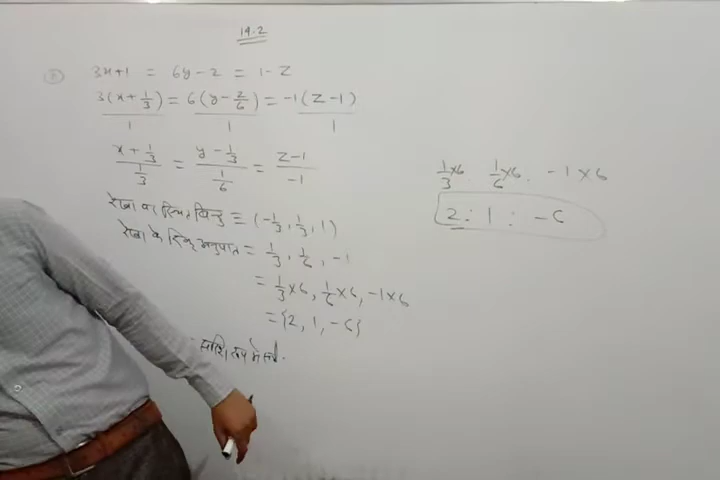 19.2
3x+1 = 6y-2 = 1-z
3(x+1/3)/1 = 6(y-2/6)/1 = -1(z-1)/1
(x+1/3)/(1/3) = (y-1/3)/(1/6) = (z-1)/(-1)
रेखा का स्थित बिन्दु = (-1/3, 1/3, 1)
रेखा के दिक् अनुपात = 1/3, 1/6, -1
= 1/3×6, 1/6×6, -1×6
= {2, 1, -6}
रूप में
1/3×6 1/6×6. -1×6
2 : 1 : -6